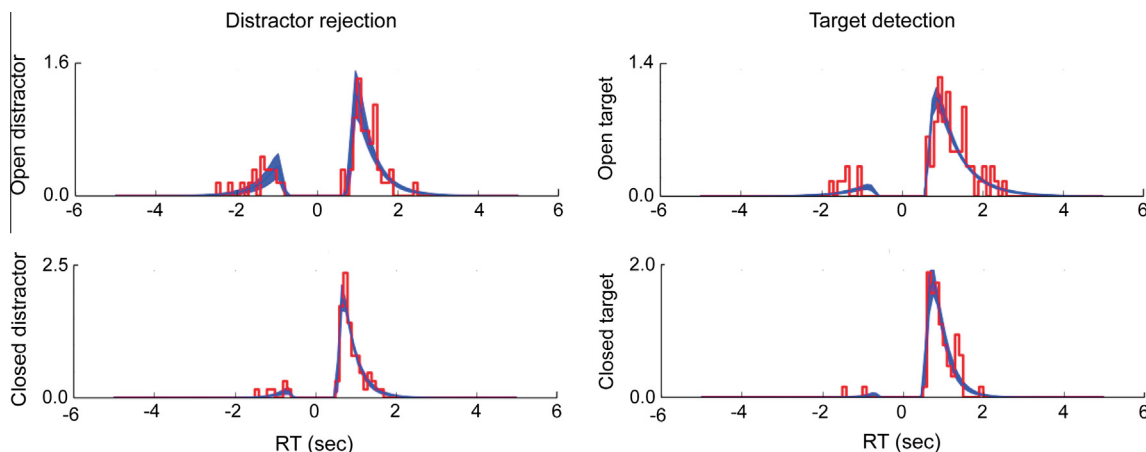 Distractor rejection
Target detection
Open distractor
1.6
0.0
-6 -4 -2 0 2 4 6
Open target
1.4
0.0
-6 -4 -2 0 2 4 6
Closed distractor
2.5
0.0
-6 -4 -2 0 2 4 6
RT (sec)
Closed target
2.0
0.0
-6 -4 -2 0 2 4 6
RT (sec)